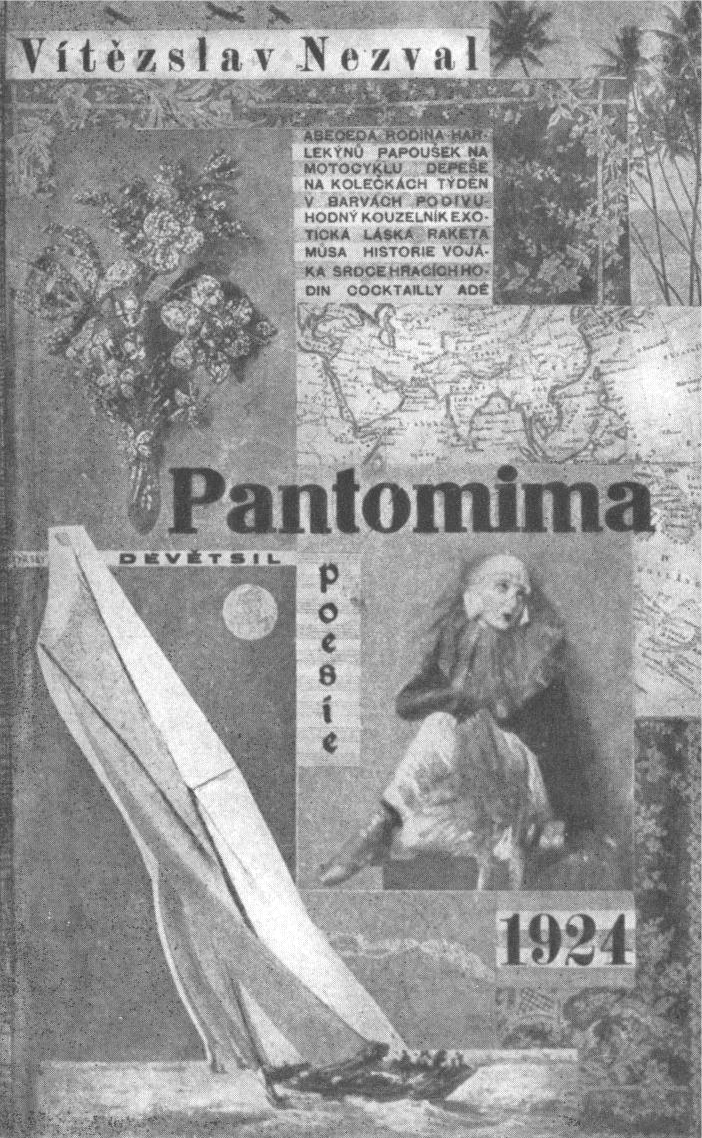 Vítězslav Nezval
ABECEDA RODINA HAR-
LEKÝNŮ PAPOUŠEK NA
MOTOCYKLU DEPEŠE
NA KOLEČKÁCH TÝDEN
V BARVÁCH PODIVU-
HODNÝ KOUZELNÍK EXO-
TICKÁ LÁSKA RAKETA
MŮSA HISTORIE VOJÁ-
KA SRDCE HRACÍCH HO-
DIN COCKTAILLY ADÉ
Pantomima
DEVĚTSIL
poesie
1924